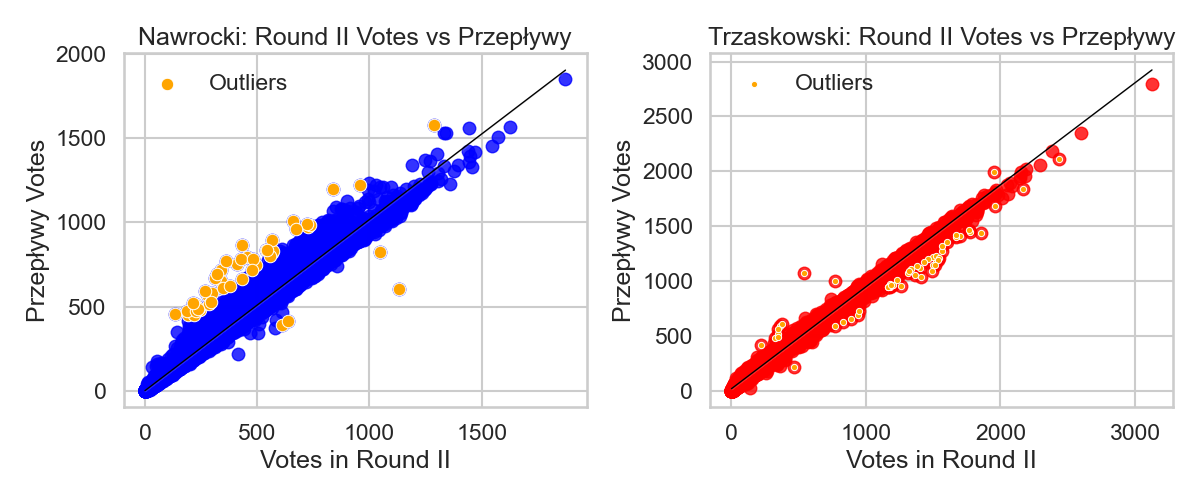 Nawrocki: Round II Votes vs Przepływy
Outliers
2000
1500
1000
500
0
0
500
1000
1500
Przepływy Votes
Votes in Round II
Trzaskowski: Round II Votes vs Przepływy
Outliers
3000
2500
2000
1500
1000
500
0
0
1000
2000
3000
Przepływy Votes
Votes in Round II